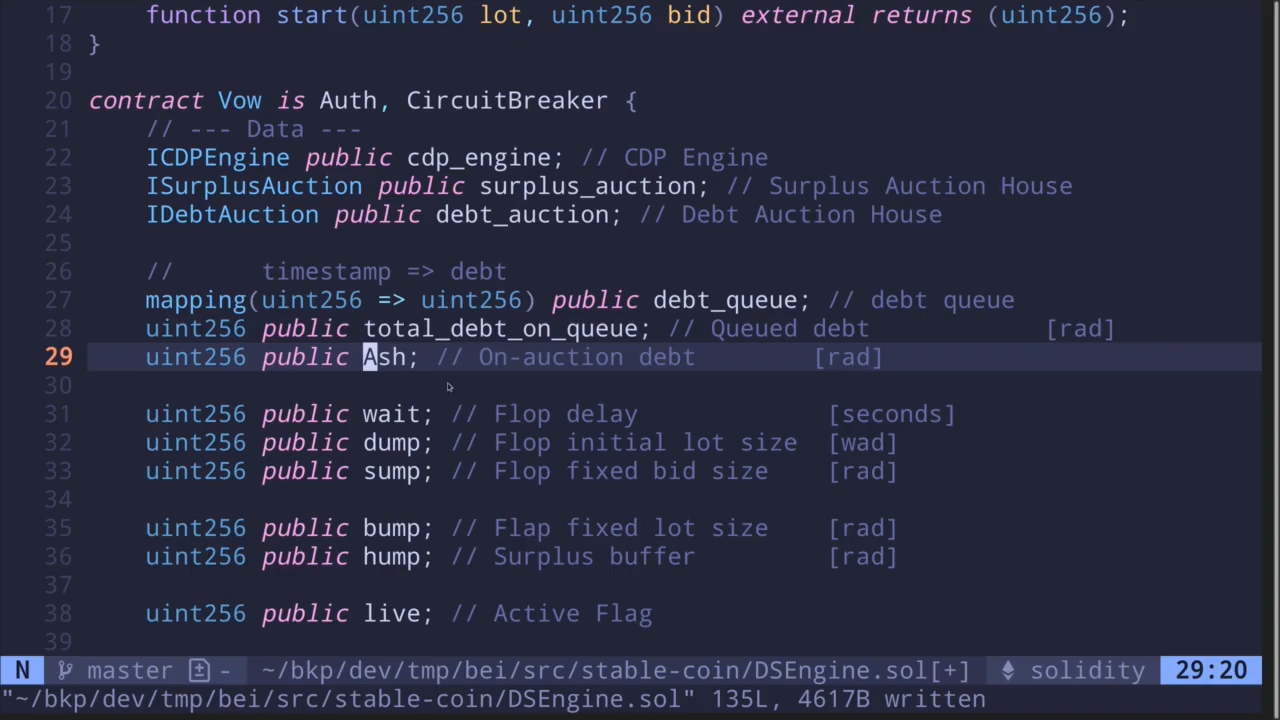 17 function start(uint256 lot, uint256 bid) external returns (uint256);
18 }
19
20 contract Vow is Auth, CircuitBreaker {
21 // --- Data ---
22 ICDPEngine public cdp_engine; // CDP Engine
23 ISurplusAuction public surplus_auction; // Surplus Auction House
24 IDebtAuction public debt_auction; // Debt Auction House
25
26 // timestamp => debt
27 mapping(uint256 => uint256) public debt_queue; // debt queue
28 uint256 public total_debt_on_queue; // Queued debt [rad]
29 uint256 public Ash; // On-auction debt [rad]
30
31 uint256 public wait; // Flop delay [seconds]
32 uint256 public dump; // Flop initial lot size [wad]
33 uint256 public sump; // Flop fixed bid size [rad]
34
35 uint256 public bump; // Flap fixed lot size [rad]
36 uint256 public hump; // Surplus buffer [rad]
37
38 uint256 public live; // Active Flag
39
N master - ~/bkp/dev/tmp/bei/src/stable-coin/DSEngine.sol[+] solidity 29:20
"~/bkp/dev/tmp/bei/src/stable-coin/DSEngine.sol" 135L, 4617B written